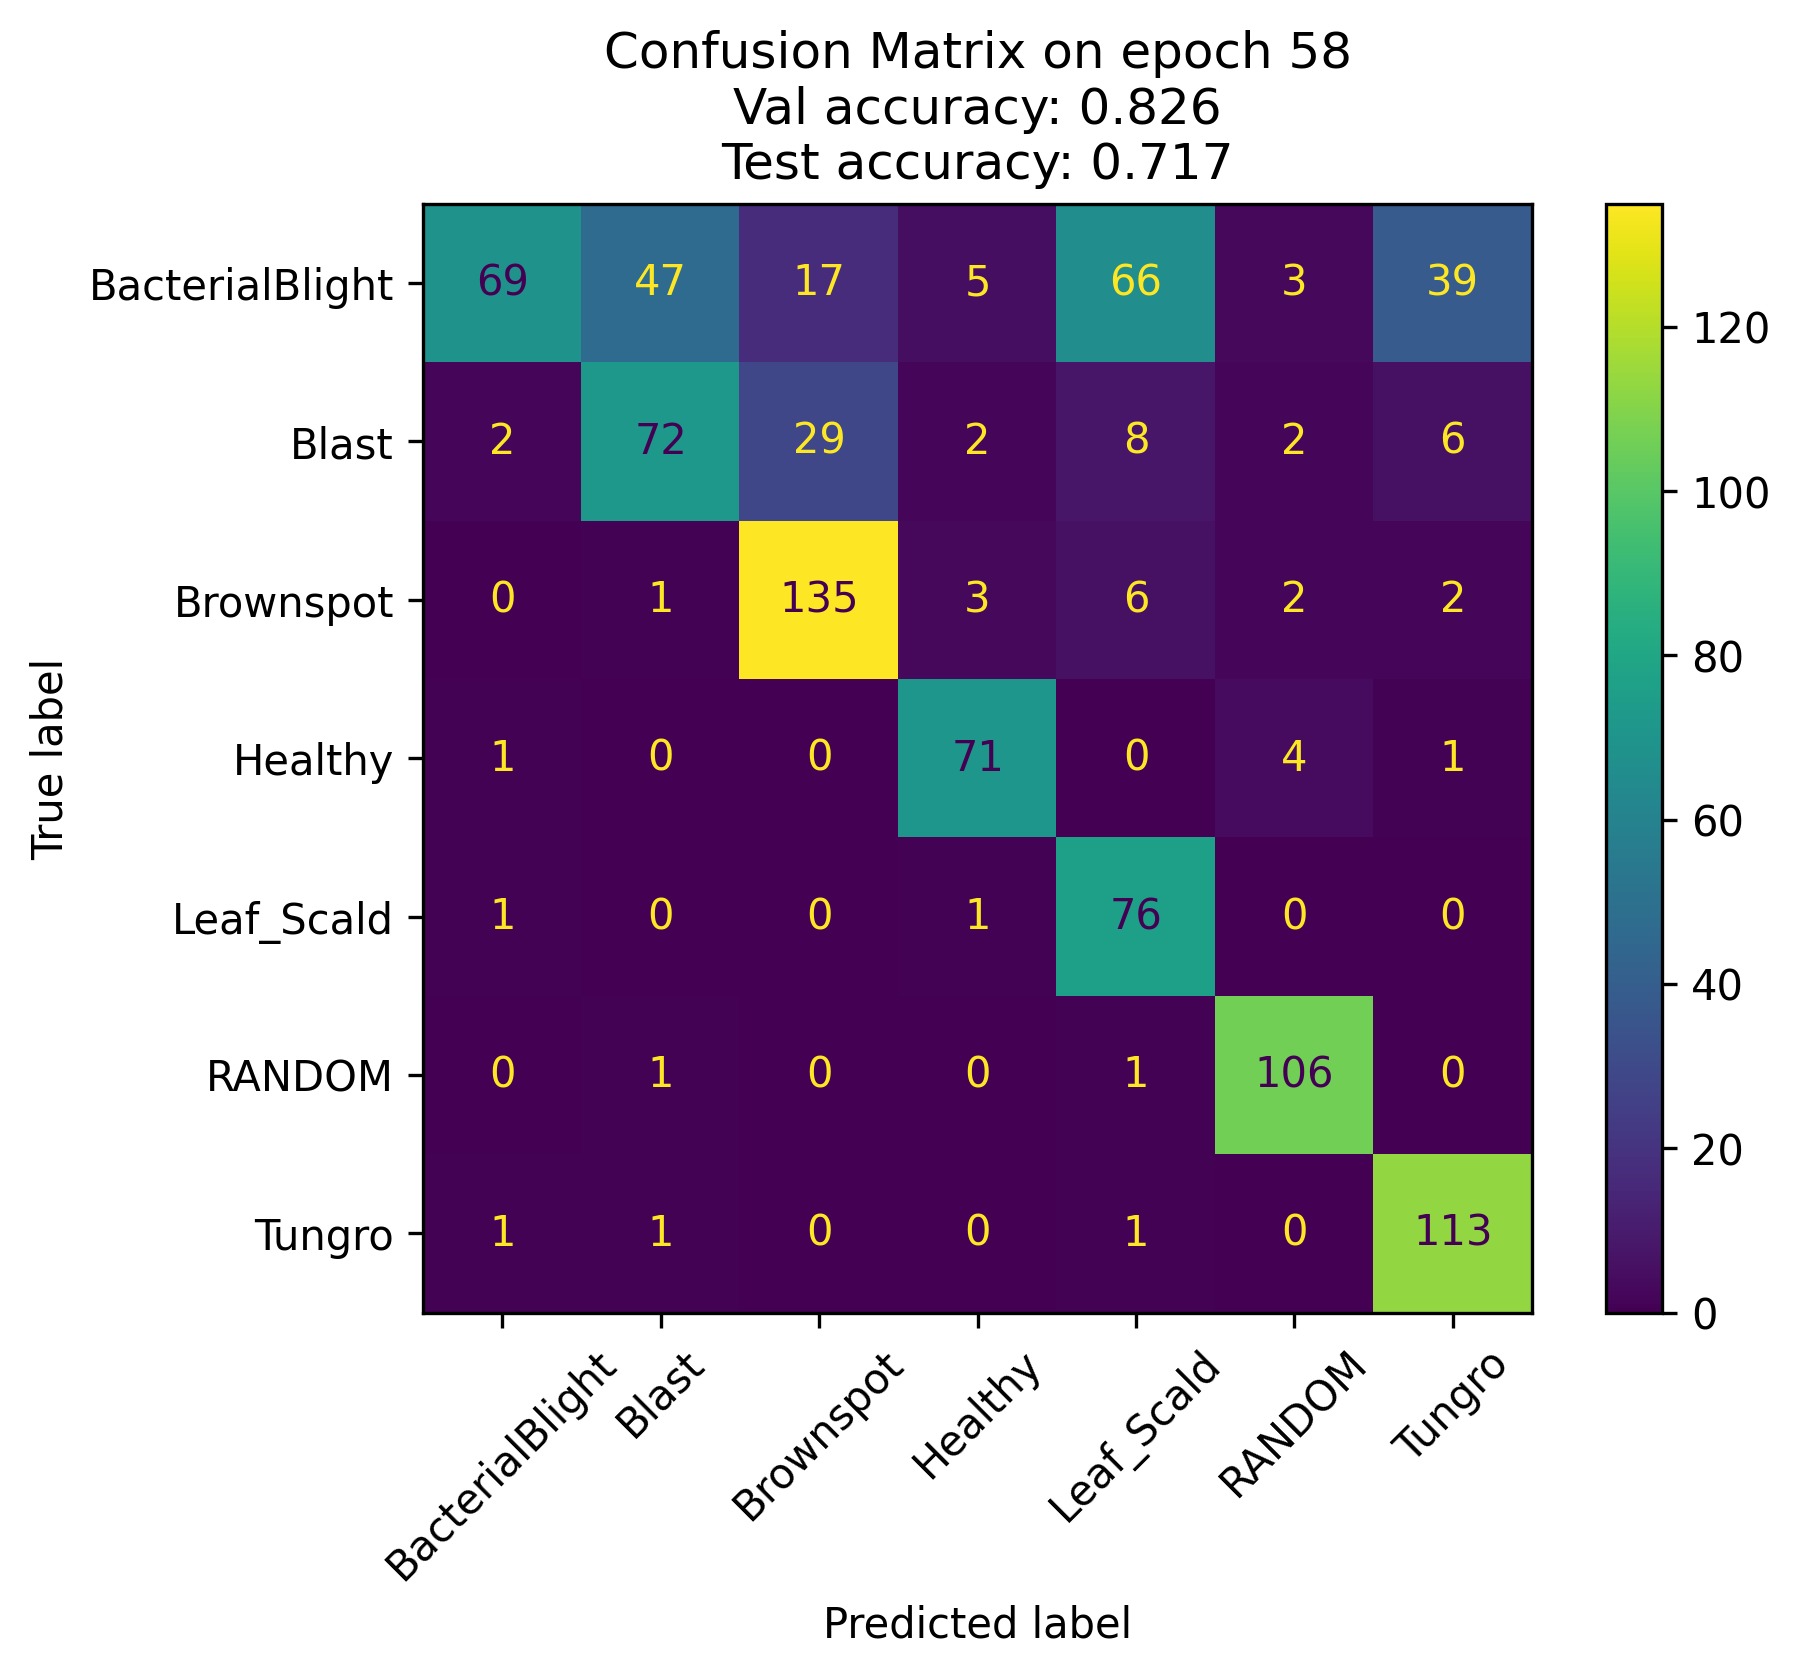 Confusion Matrix on epoch 58
Val accuracy: 0.826
Test accuracy: 0.717
True label
BacterialBlight 69 47 17 5 66 3 39
Blast 2 72 29 2 8 2 6
Brownspot 0 1 135 3 6 2 2
Healthy 1 0 0 71 0 4 1
Leaf_Scald 1 0 0 1 76 0 0
RANDOM 0 1 0 0 1 106 0
Tungro 1 1 0 0 1 0 113
BacterialBlight Blast Brownspot Healthy Leaf_Scald RANDOM Tungro
Predicted label
120
100
80
60
40
20
0